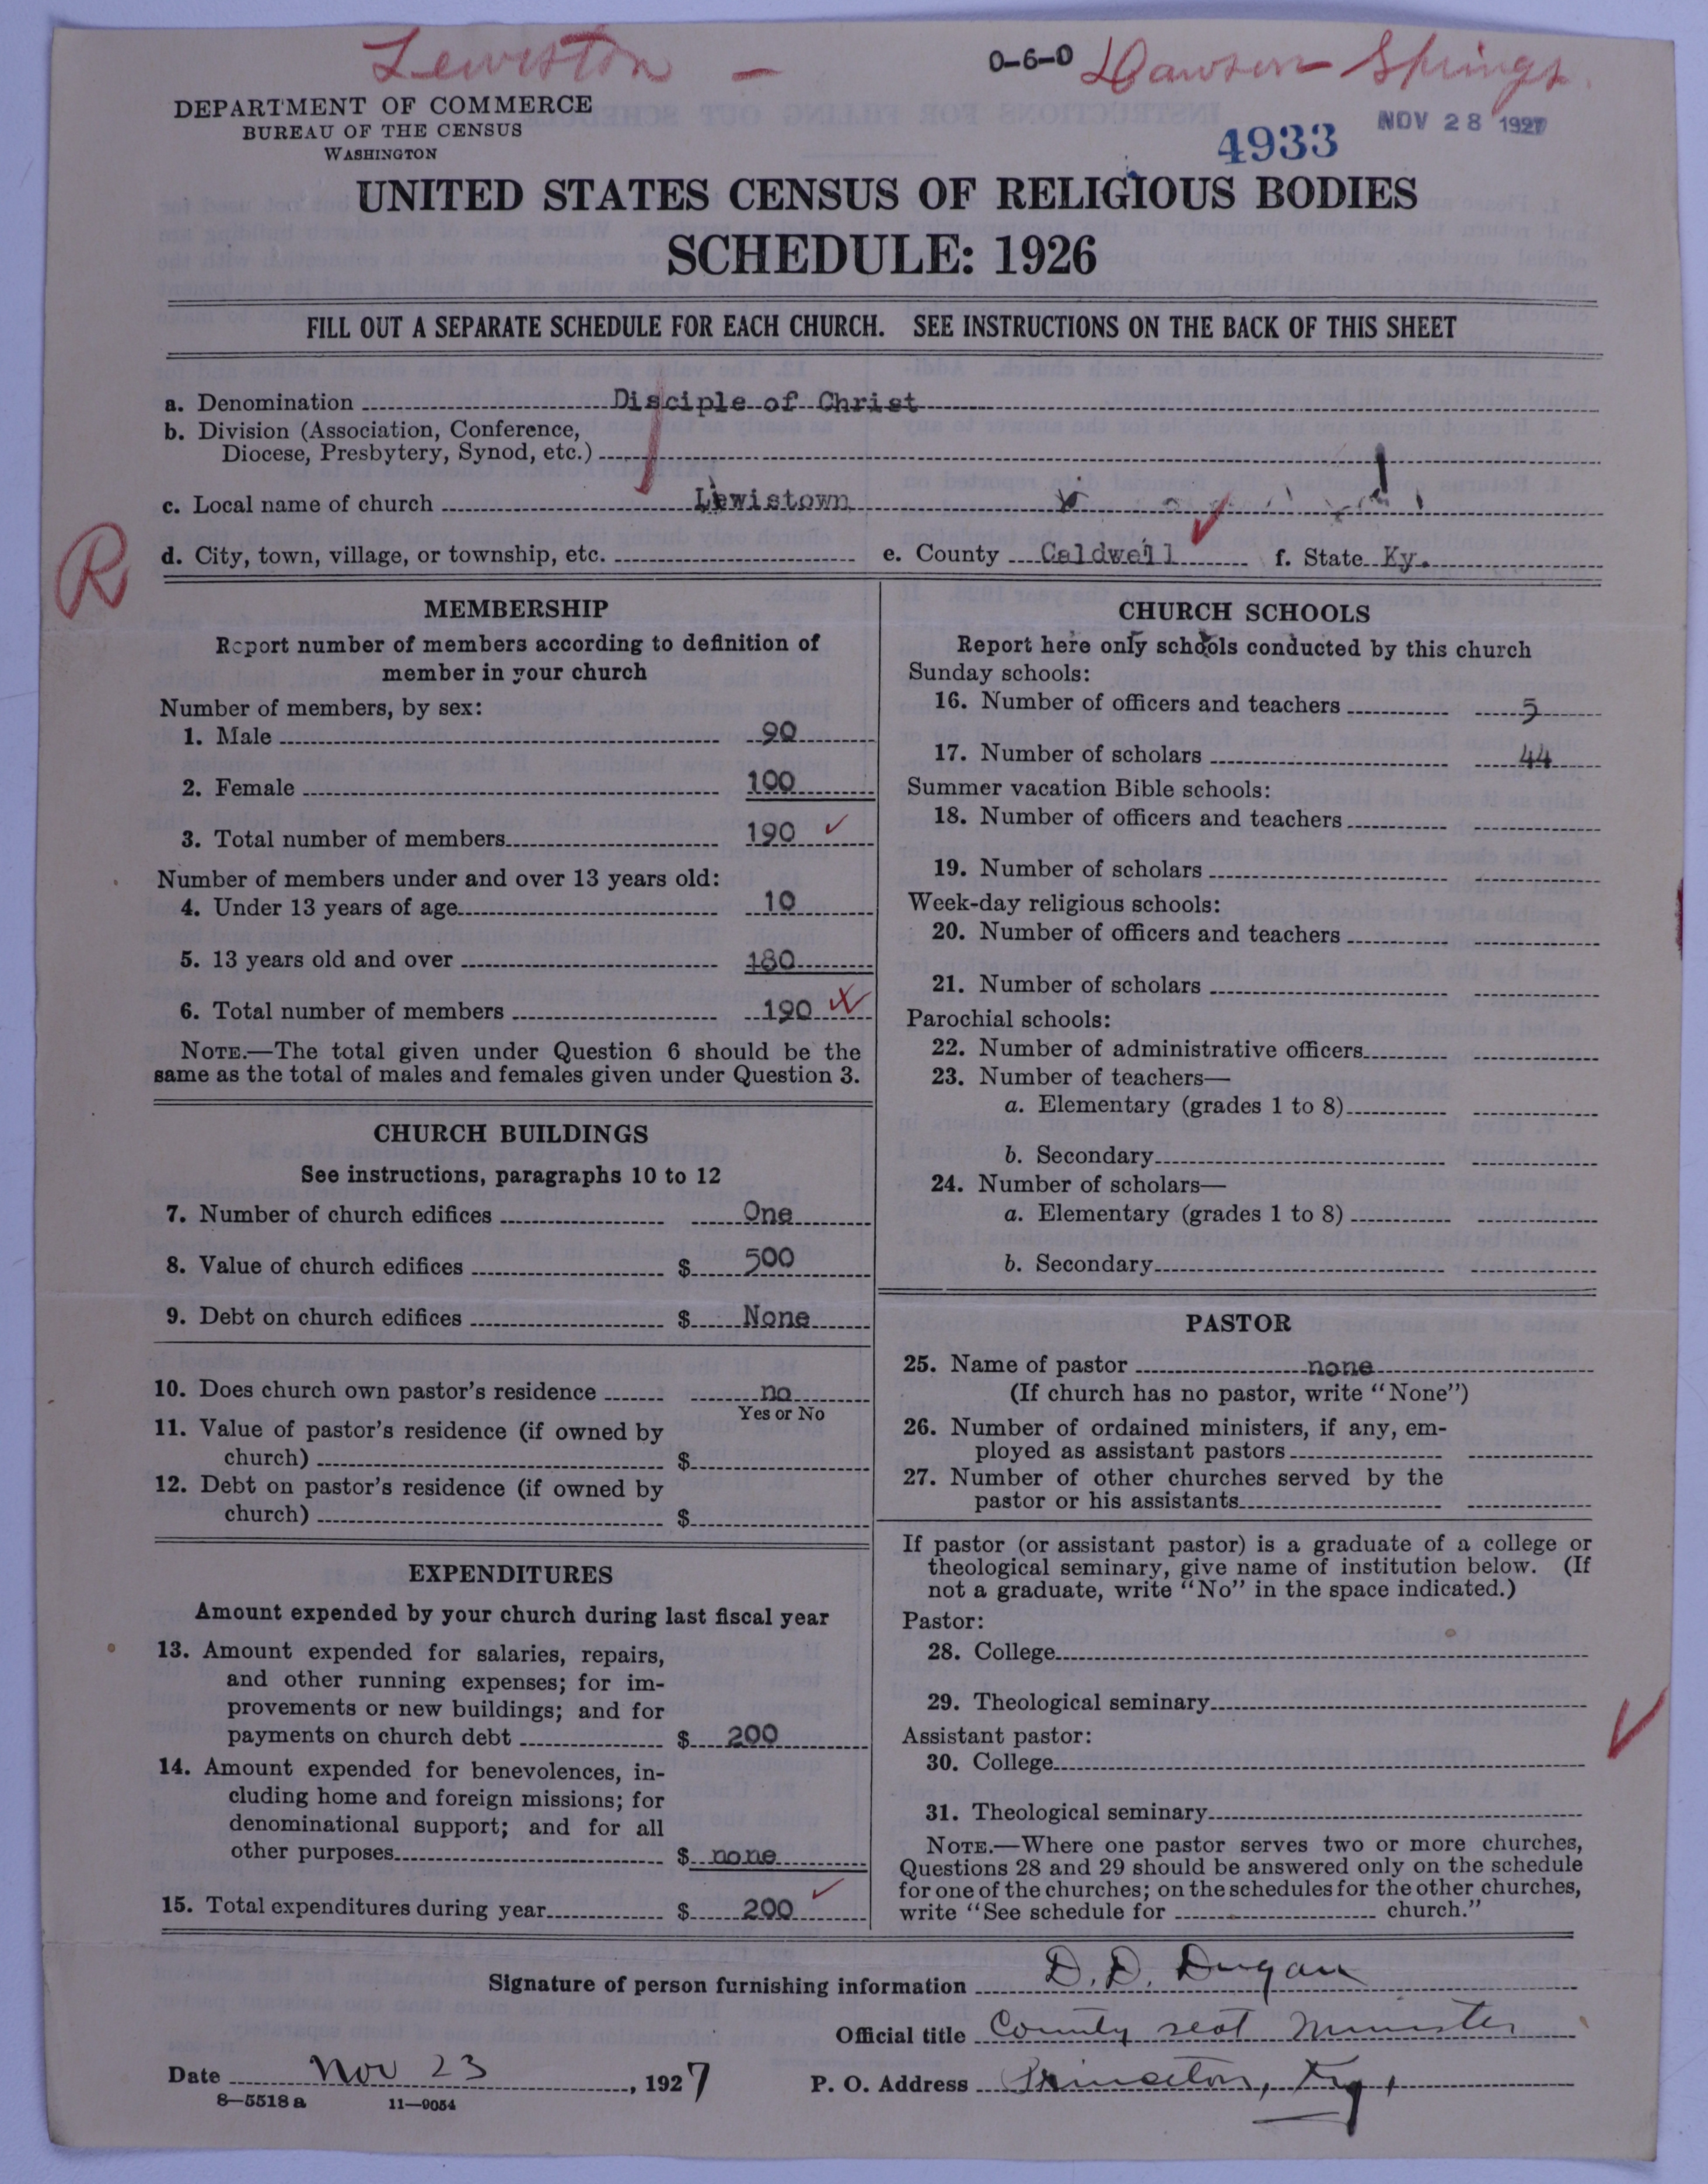 Lewiston - 0-6-0 Dawson Springs.
DEPARTMENT OF COMMERCE
BUREAU OF THE CENSUS
WASHINGTON
4933 NOV 28 1927
UNITED STATES CENSUS OF RELIGIOUS BODIES
SCHEDULE: 1926
FILL OUT A SEPARATE SCHEDULE FOR EACH CHURCH. SEE INSTRUCTIONS ON THE BACK OF THIS SHEET
a. Denomination Disciple of Christ
b. Division (Association, Conference,
Diocese, Presbytery, Synod, etc.)
c. Local name of church Lewistown
R
d. City, town, village, or township, etc. e. County Caldwell f. State Ky.
MEMBERSHIP
Report number of members according to definition of
member in your church
Number of members, by sex:
1. Male 90
2. Female 100
3. Total number of members 190
Number of members under and over 13 years old:
4. Under 13 years of age 10
5. 13 years old and over 180
6. Total number of members 190
NOTE.—The total given under Question 6 should be the
same as the total of males and females given under Question 3.
CHURCH BUILDINGS
See instructions, paragraphs 10 to 12
7. Number of church edifices One
8. Value of church edifices $ 500
9. Debt on church edifices $ None
10. Does church own pastor's residence no
Yes or No
11. Value of pastor's residence (if owned by
church) $
12. Debt on pastor's residence (if owned by
church) $
EXPENDITURES
Amount expended by your church during last fiscal year
13. Amount expended for salaries, repairs,
and other running expenses; for im-
provements or new buildings; and for
payments on church debt $ 200
14. Amount expended for benevolences, in-
cluding home and foreign missions; for
denominational support; and for all
other purposes $ none
15. Total expenditures during year $ 200
CHURCH SCHOOLS
Report here only schools conducted by this church
Sunday schools:
16. Number of officers and teachers 5
17. Number of scholars 44
Summer vacation Bible schools:
18. Number of officers and teachers
19. Number of scholars
Week-day religious schools:
20. Number of officers and teachers
21. Number of scholars
Parochial schools:
22. Number of administrative officers
23. Number of teachers—
a. Elementary (grades 1 to 8)
b. Secondary
24. Number of scholars—
a. Elementary (grades 1 to 8)
b. Secondary
PASTOR
25. Name of pastor none
(If church has no pastor, write "None")
26. Number of ordained ministers, if any, em-
ployed as assistant pastors
27. Number of other churches served by the
pastor or his assistants
If pastor (or assistant pastor) is a graduate of a college or
theological seminary, give name of institution below. (If
not a graduate, write "No" in the space indicated.)
Pastor:
28. College
29. Theological seminary
Assistant pastor:
30. College
31. Theological seminary
NOTE.—Where one pastor serves two or more churches,
Questions 28 and 29 should be answered only on the schedule
for one of the churches; on the schedules for the other churches,
write "See schedule for church."
Signature of person furnishing information D. D. Dugan
Official title County seat Minister
Date Nov 23, 1927 P. O. Address Princeton, Ky,
8—5518 a 11—9054